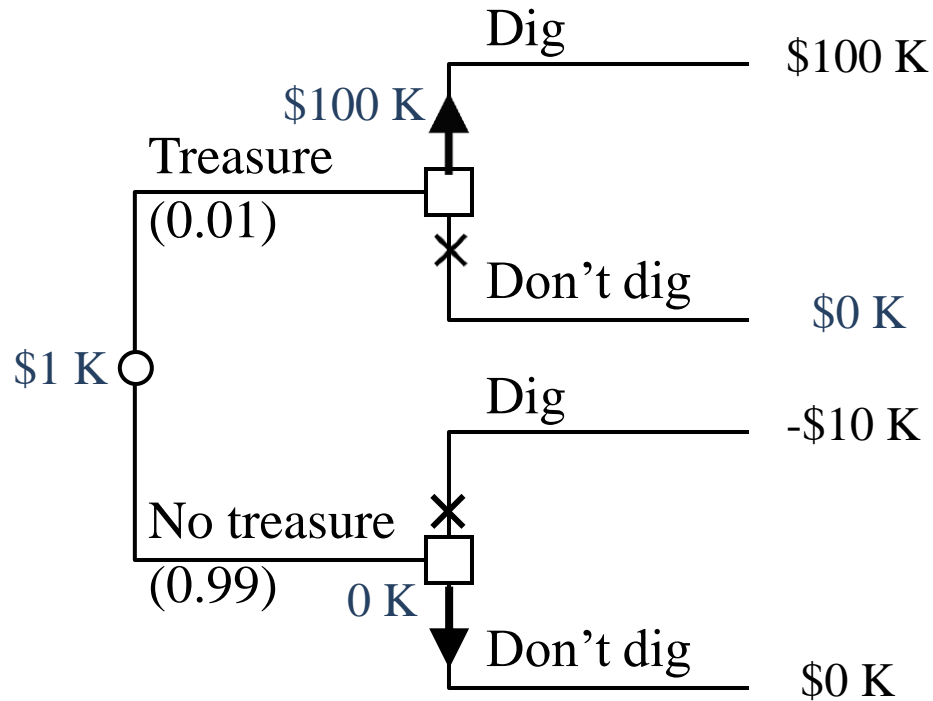 Dig
$100 K
$100 K
Treasure
(0.01)
Don’t dig
$0 K
$1 K
Dig
-$10 K
No treasure
(0.99)
0 K
Don’t dig
$0 K